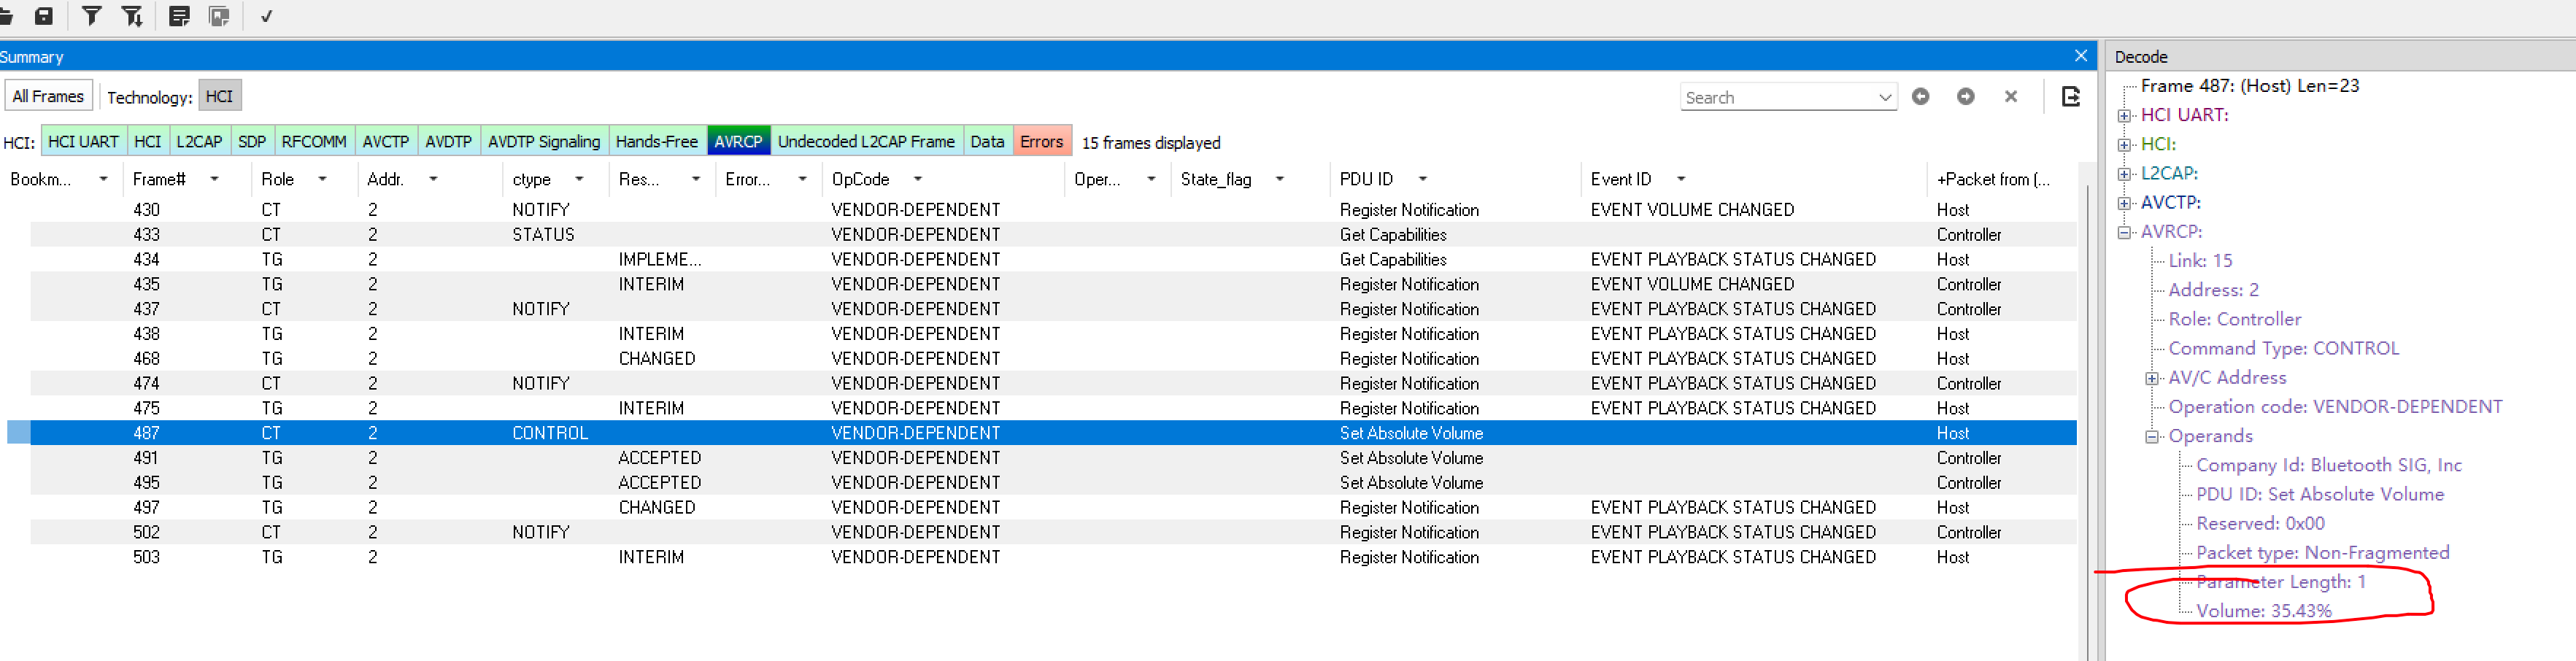 Summary
All Frames Technology: HCI
Search
HCI: HCI UART HCI L2CAP SDP RFCOMM AVCTP AVDTP AVDTP Signaling Hands-Free AVRCP Undecoded L2CAP Frame Data Errors 15 frames displayed
Bookm... Frame# Role Addr. ctype Res... Error... OpCode Oper... State_flag PDU ID Event ID +Packet from (...
430 CT 2 NOTIFY VENDOR-DEPENDENT Register Notification EVENT VOLUME CHANGED Host
433 CT 2 STATUS VENDOR-DEPENDENT Get Capabilities Controller
434 TG 2 IMPLEME... VENDOR-DEPENDENT Get Capabilities EVENT PLAYBACK STATUS CHANGED Host
435 TG 2 INTERIM VENDOR-DEPENDENT Register Notification EVENT VOLUME CHANGED Controller
437 CT 2 NOTIFY VENDOR-DEPENDENT Register Notification EVENT PLAYBACK STATUS CHANGED Controller
438 TG 2 INTERIM VENDOR-DEPENDENT Register Notification EVENT PLAYBACK STATUS CHANGED Host
468 TG 2 CHANGED VENDOR-DEPENDENT Register Notification EVENT PLAYBACK STATUS CHANGED Host
474 CT 2 NOTIFY VENDOR-DEPENDENT Register Notification EVENT PLAYBACK STATUS CHANGED Controller
475 TG 2 INTERIM VENDOR-DEPENDENT Register Notification EVENT PLAYBACK STATUS CHANGED Host
487 CT 2 CONTROL VENDOR-DEPENDENT Set Absolute Volume Host
491 TG 2 ACCEPTED VENDOR-DEPENDENT Set Absolute Volume Controller
495 TG 2 ACCEPTED VENDOR-DEPENDENT Set Absolute Volume Controller
497 TG 2 CHANGED VENDOR-DEPENDENT Register Notification EVENT PLAYBACK STATUS CHANGED Host
502 CT 2 NOTIFY VENDOR-DEPENDENT Register Notification EVENT PLAYBACK STATUS CHANGED Controller
503 TG 2 INTERIM VENDOR-DEPENDENT Register Notification EVENT PLAYBACK STATUS CHANGED Host
Decode
Frame 487: (Host) Len=23
HCI UART:
HCI:
L2CAP:
AVCTP:
AVRCP:
Link: 15
Address: 2
Role: Controller
Command Type: CONTROL
AV/C Address
Operation code: VENDOR-DEPENDENT
Operands
Company Id: Bluetooth SIG, Inc
PDU ID: Set Absolute Volume
Reserved: 0x00
Packet type: Non-Fragmented
Parameter Length: 1
Volume: 35.43%